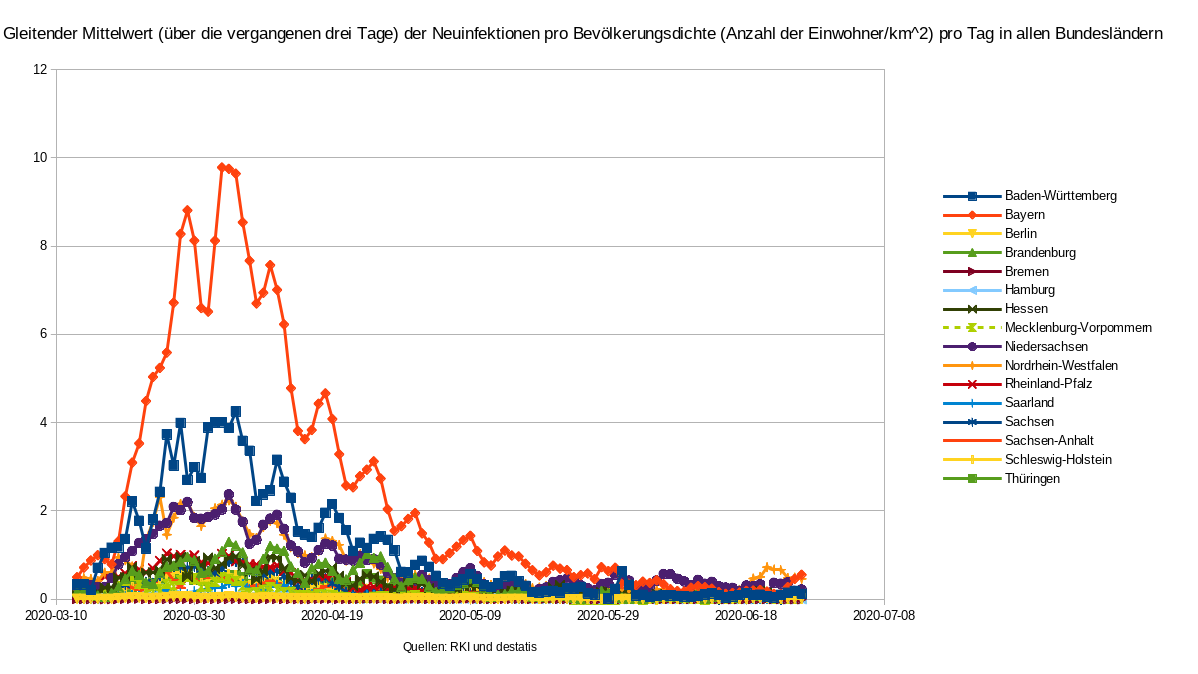 Gleitender Mittelwert (über die vergangenen drei Tage) der Neuinfektionen pro Bevölkerungsdichte (Anzahl der Einwohner/km^2) pro Tag in allen Bundesländern
12
10
8
6
4
2
0
2020-03-10 2020-03-30 2020-04-19 2020-05-09 2020-05-29 2020-06-18 2020-07-08
Quellen: RKI und destatis
Baden-Württemberg
Bayern
Berlin
Brandenburg
Bremen
Hamburg
Hessen
Mecklenburg-Vorpommern
Niedersachsen
Nordrhein-Westfalen
Rheinland-Pfalz
Saarland
Sachsen
Sachsen-Anhalt
Schleswig-Holstein
Thüringen